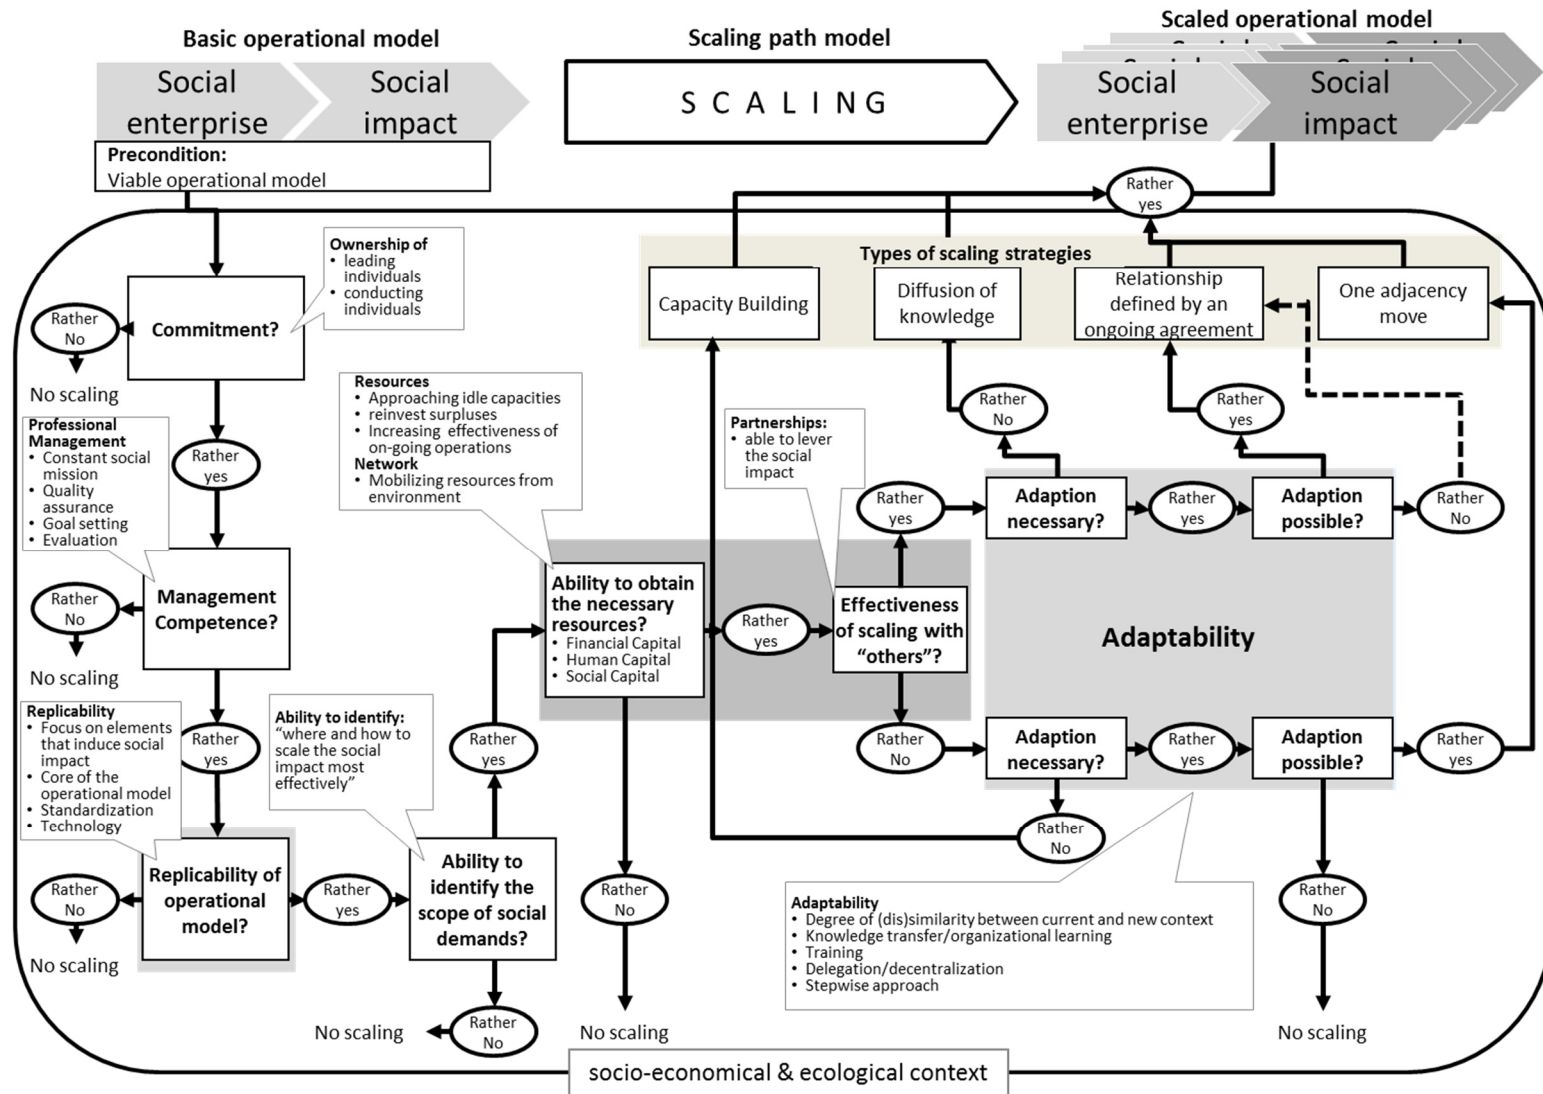 Basic operational model
Scaling path model
Scaled operational model
Social
enterprise
Social
impact
S C A L I N G
Social
enterprise
Social
impact
Precondition:
Viable operational model
Rather
yes
Ownership of
• leading
individuals
• conducting
individuals
Types of scaling strategies
Capacity Building
Diffusion of
knowledge
Relationship
defined by an
ongoing agreement
One adjacency
move
Commitment?
Rather
No
No scaling
Resources
• Approaching idle capacities
• reinvest surpluses
• Increasing effectiveness of
on-going operations
Network
• Mobilizing resources from
environment
Partnerships:
• able to lever
the social
impact
Rather
No
Rather
yes
Professional
Management
• Constant social
mission
• Quality
assurance
• Goal setting
• Evaluation
Rather
yes
Rather
yes
Adaption
necessary?
Rather
yes
Adaption
possible?
Rather
No
Management
Competence?
Rather
No
No scaling
Ability to obtain
the necessary
resources?
• Financial Capital
• Human Capital
• Social Capital
Rather
yes
Effectiveness
of scaling with
“others”?
Adaptability
Replicability
• Focus on elements
that induce social
impact
• Core of the
operational model
• Standardization
• Technology
Rather
yes
Ability to identify:
“where and how to
scale the social
impact most
effectively”
Rather
yes
Rather
No
Adaption
necessary?
Rather
yes
Adaption
possible?
Rather
yes
Rather
No
Rather
No
No scaling
Replicability of
operational
model?
Rather
yes
Ability to
identify the
scope of social
demands?
Rather
No
No scaling
Rather
No
No scaling
Adaptability
• Degree of (dis)similarity between current and new context
• Knowledge transfer/organizational learning
• Training
• Delegation/decentralization
• Stepwise approach
Rather
No
No scaling
socio-economical & ecological context